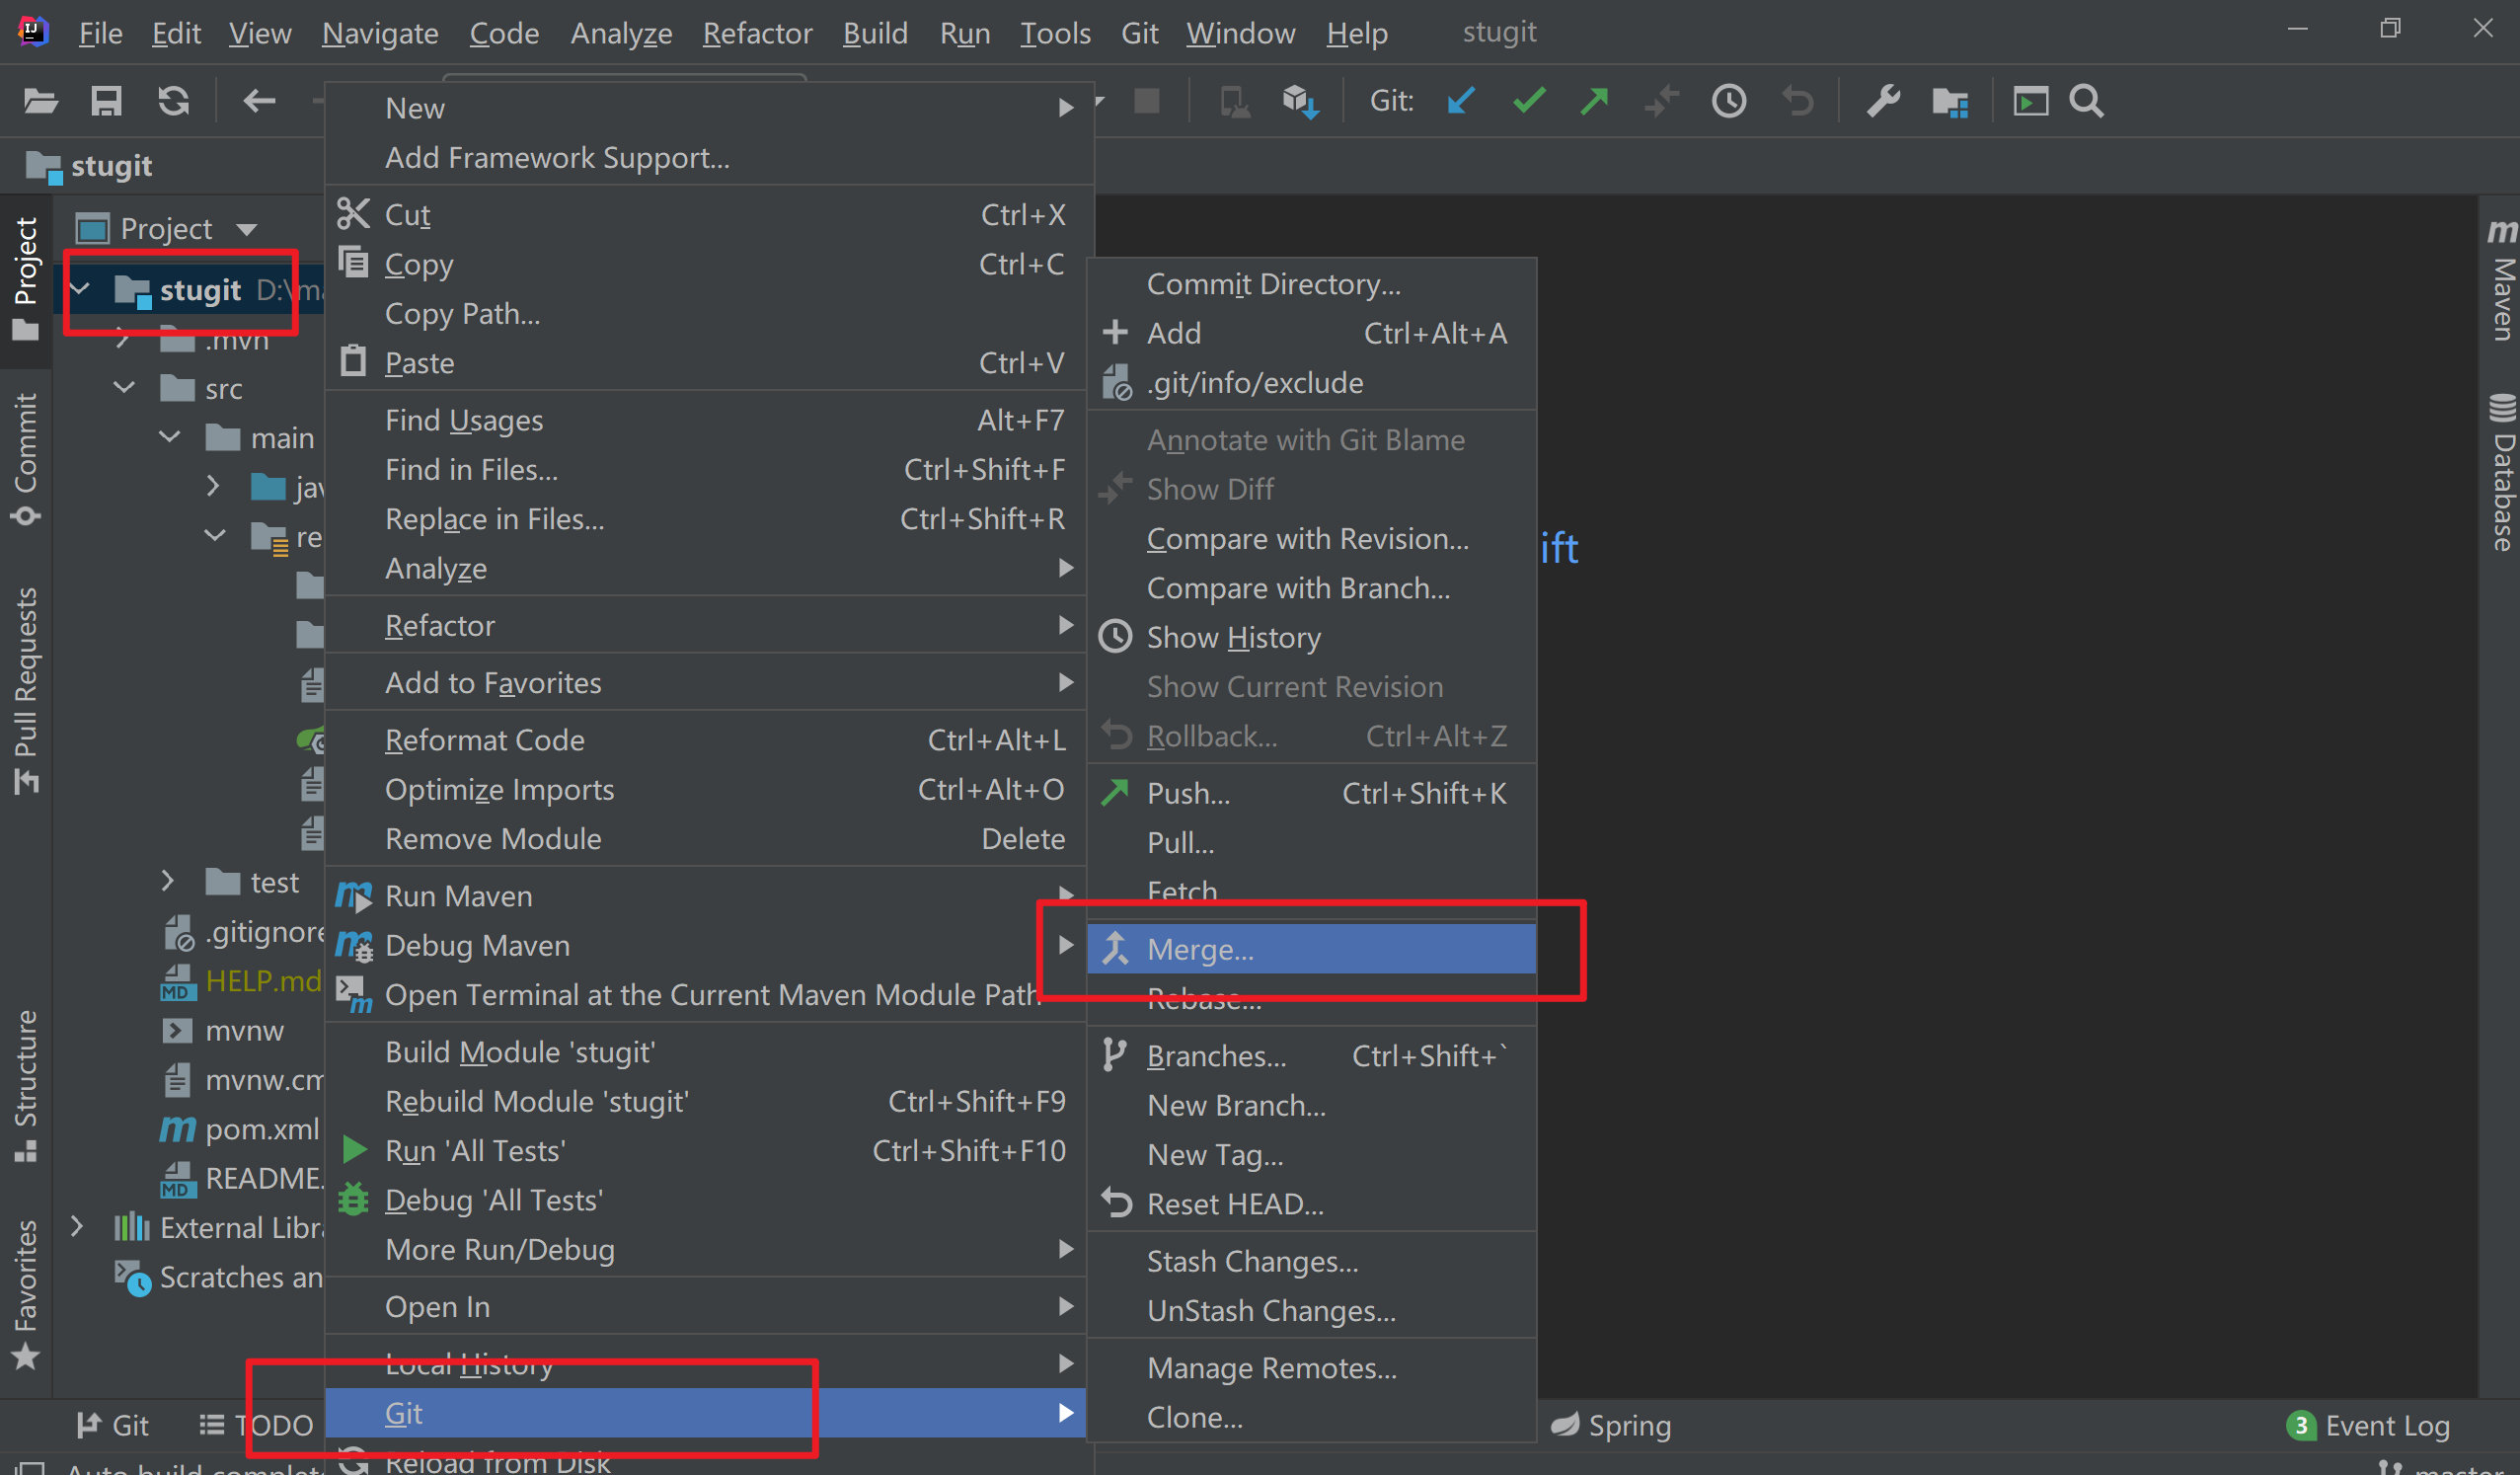 File Edit View Navigate Code Analyze Refactor Build Run Tools Git Window Help stugit
Git:
stugit
Project
stugit D:\ma
.mvn
src
main
jav
re
test
.gitignore
HELP.md
mvnw
mvnw.cm
pom.xml
README.
External Libra
Scratches an
Project
Commit
Pull Requests
Structure
Favorites
New
Add Framework Support...
Cut Ctrl+X
Copy Ctrl+C
Copy Path...
Paste Ctrl+V
Find Usages Alt+F7
Find in Files... Ctrl+Shift+F
Replace in Files... Ctrl+Shift+R
Analyze
Refactor
Add to Favorites
Reformat Code Ctrl+Alt+L
Optimize Imports Ctrl+Alt+O
Remove Module Delete
Run Maven
Debug Maven
Open Terminal at the Current Maven Module Path
Build Module 'stugit'
Rebuild Module 'stugit' Ctrl+Shift+F9
Run 'All Tests' Ctrl+Shift+F10
Debug 'All Tests'
More Run/Debug
Open In
Local History
Git
Reload from Disk
Commit Directory...
Add Ctrl+Alt+A
.git/info/exclude
Annotate with Git Blame
Show Diff
Compare with Revision...
Compare with Branch...
Show History
Show Current Revision
Rollback... Ctrl+Alt+Z
Push... Ctrl+Shift+K
Pull...
Fetch
Merge...
Rebase...
Branches... Ctrl+Shift+`
New Branch...
New Tag...
Reset HEAD...
Stash Changes...
UnStash Changes...
Manage Remotes...
Clone...
ift
Maven
Database
Git TODO Spring 3 Event Log
Auto build complete master